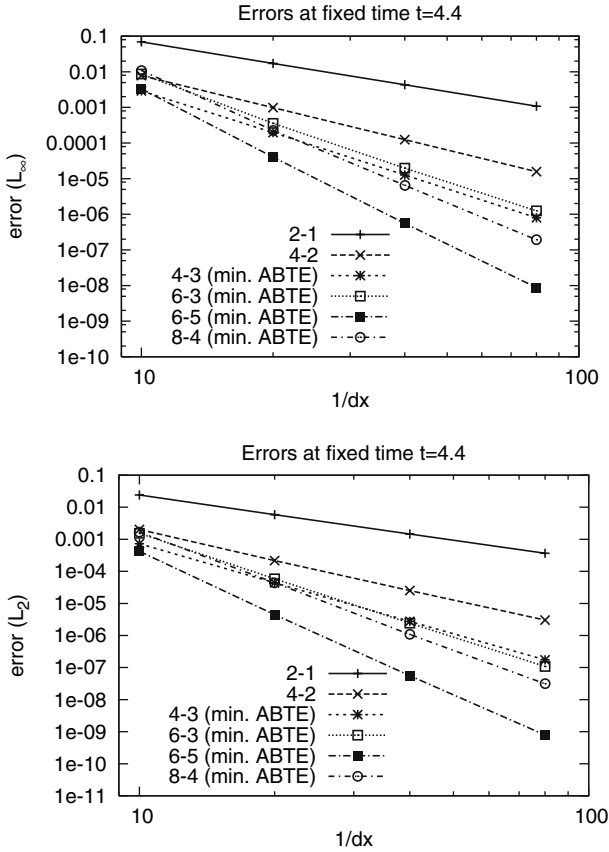 Errors at fixed time t=4.4
0.1
0.01
0.001
0.0001
1e-05
1e-06
1e-07
1e-08
1e-09
1e-10
error (L∞)
2-1
4-2
4-3 (min. ABTE)
6-3 (min. ABTE)
6-5 (min. ABTE)
8-4 (min. ABTE)
10
100
1/dx
Errors at fixed time t=4.4
0.1
0.01
0.001
1e-04
1e-05
1e-06
1e-07
1e-08
1e-09
1e-10
1e-11
error (L2)
2-1
4-2
4-3 (min. ABTE)
6-3 (min. ABTE)
6-5 (min. ABTE)
8-4 (min. ABTE)
10
100
1/dx